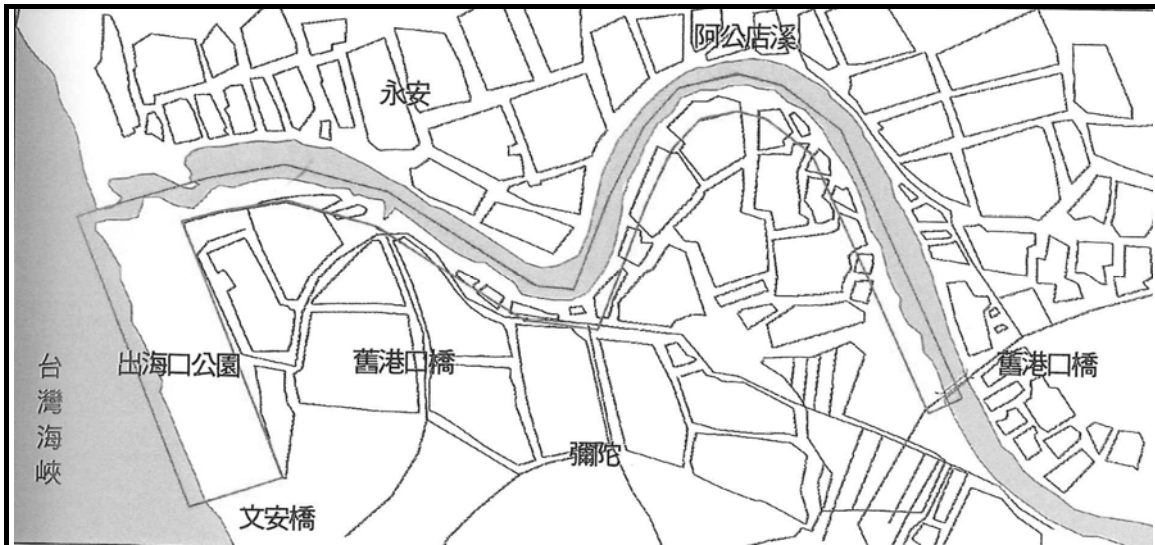 阿公店溪
永安
台灣海峽
出海口公園
舊港口橋
舊港口橋
彌陀
文安橋